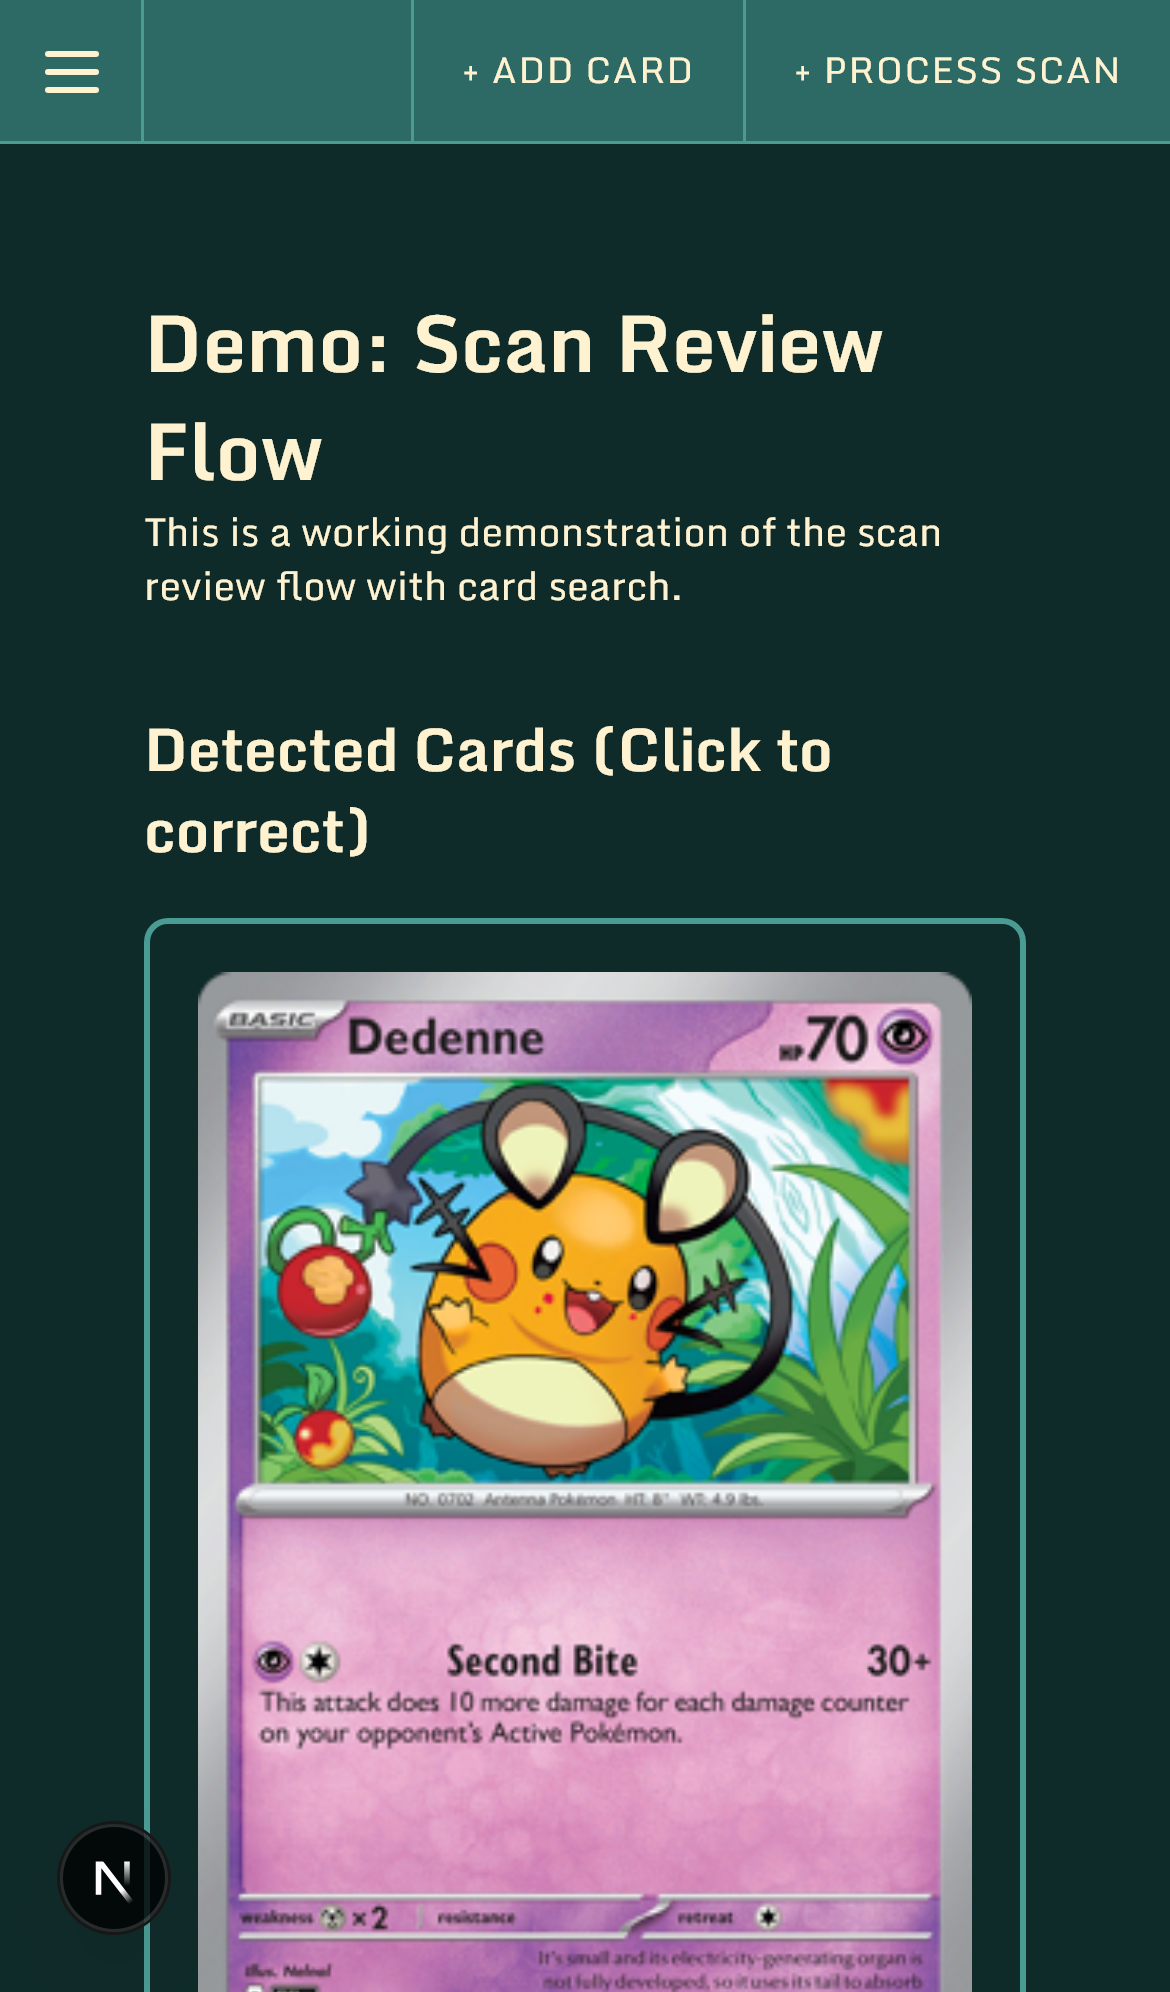 + ADD CARD
+ PROCESS SCAN
Demo: Scan Review
Flow
This is a working demonstration of the scan
review flow with card search.
Detected Cards (Click to
correct)
BASIC
Dedenne
HP 70
NO. 0702 Antenna Pokémon HT: 8" WT: 4.9 lbs.
Second Bite
30+
This attack does 10 more damage for each damage counter
on your opponent's Active Pokémon.
weakness ×2
resistance
retreat
It's small and its electricity-generating organ is
not fully developed, so it uses its tail to absorb
Illus. Nelnal
N